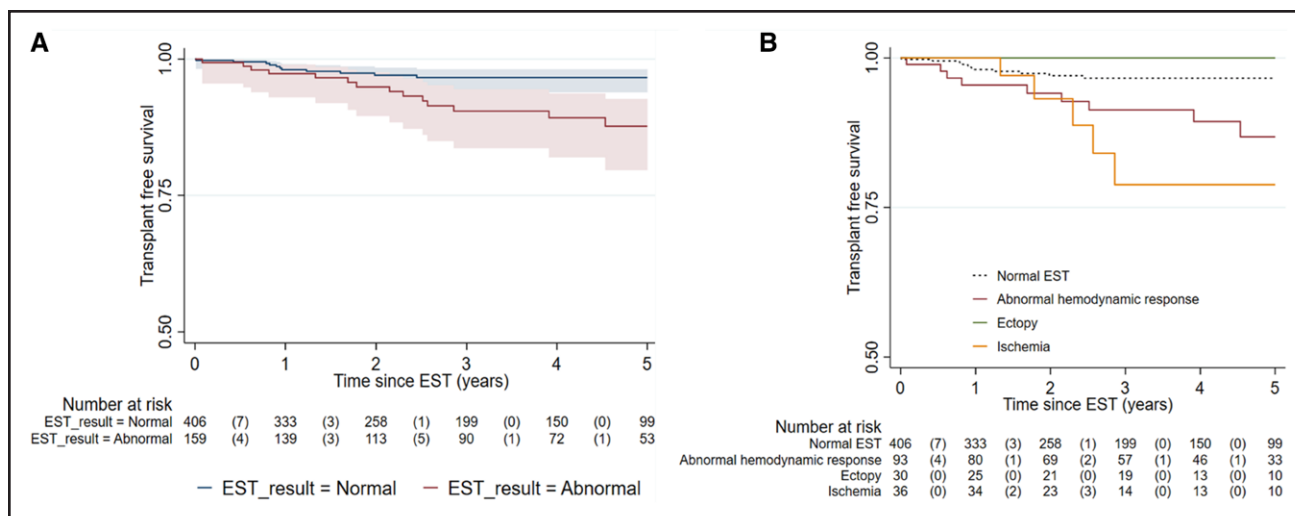 A
Transplant free survival
1.00
0.75
0.50
0 1 2 3 4 5
Time since EST (years)
Number at risk
EST_result = Normal 406 (7) 333 (3) 258 (1) 199 (0) 150 (0) 99
EST_result = Abnormal 159 (4) 139 (3) 113 (5) 90 (1) 72 (1) 53
EST_result = Normal EST_result = Abnormal
B
Transplant free survival
1.00
0.75
0.50
Normal EST
Abnormal hemodynamic response
Ectopy
Ischemia
0 1 2 3 4 5
Time since EST (years)
Number at risk
Normal EST 406 (7) 333 (3) 258 (1) 199 (0) 150 (0) 99
Abnormal hemodynamic response 93 (4) 80 (1) 69 (2) 57 (1) 46 (1) 33
Ectopy 30 (0) 25 (0) 21 (0) 19 (0) 13 (0) 10
Ischemia 36 (0) 34 (2) 23 (3) 14 (0) 13 (0) 10